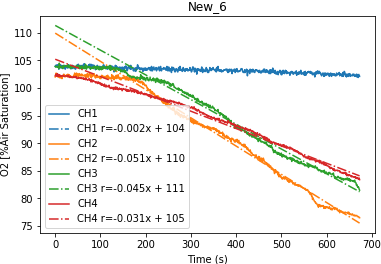 New_6
O2 [%Air Saturation]
110
105
100
95
90
85
80
75
CH1
CH1 r=-0.002x + 104
CH2
CH2 r=-0.051x + 110
CH3
CH3 r=-0.045x + 111
CH4
CH4 r=-0.031x + 105
0 100 200 300 400 500 600 700
Time (s)